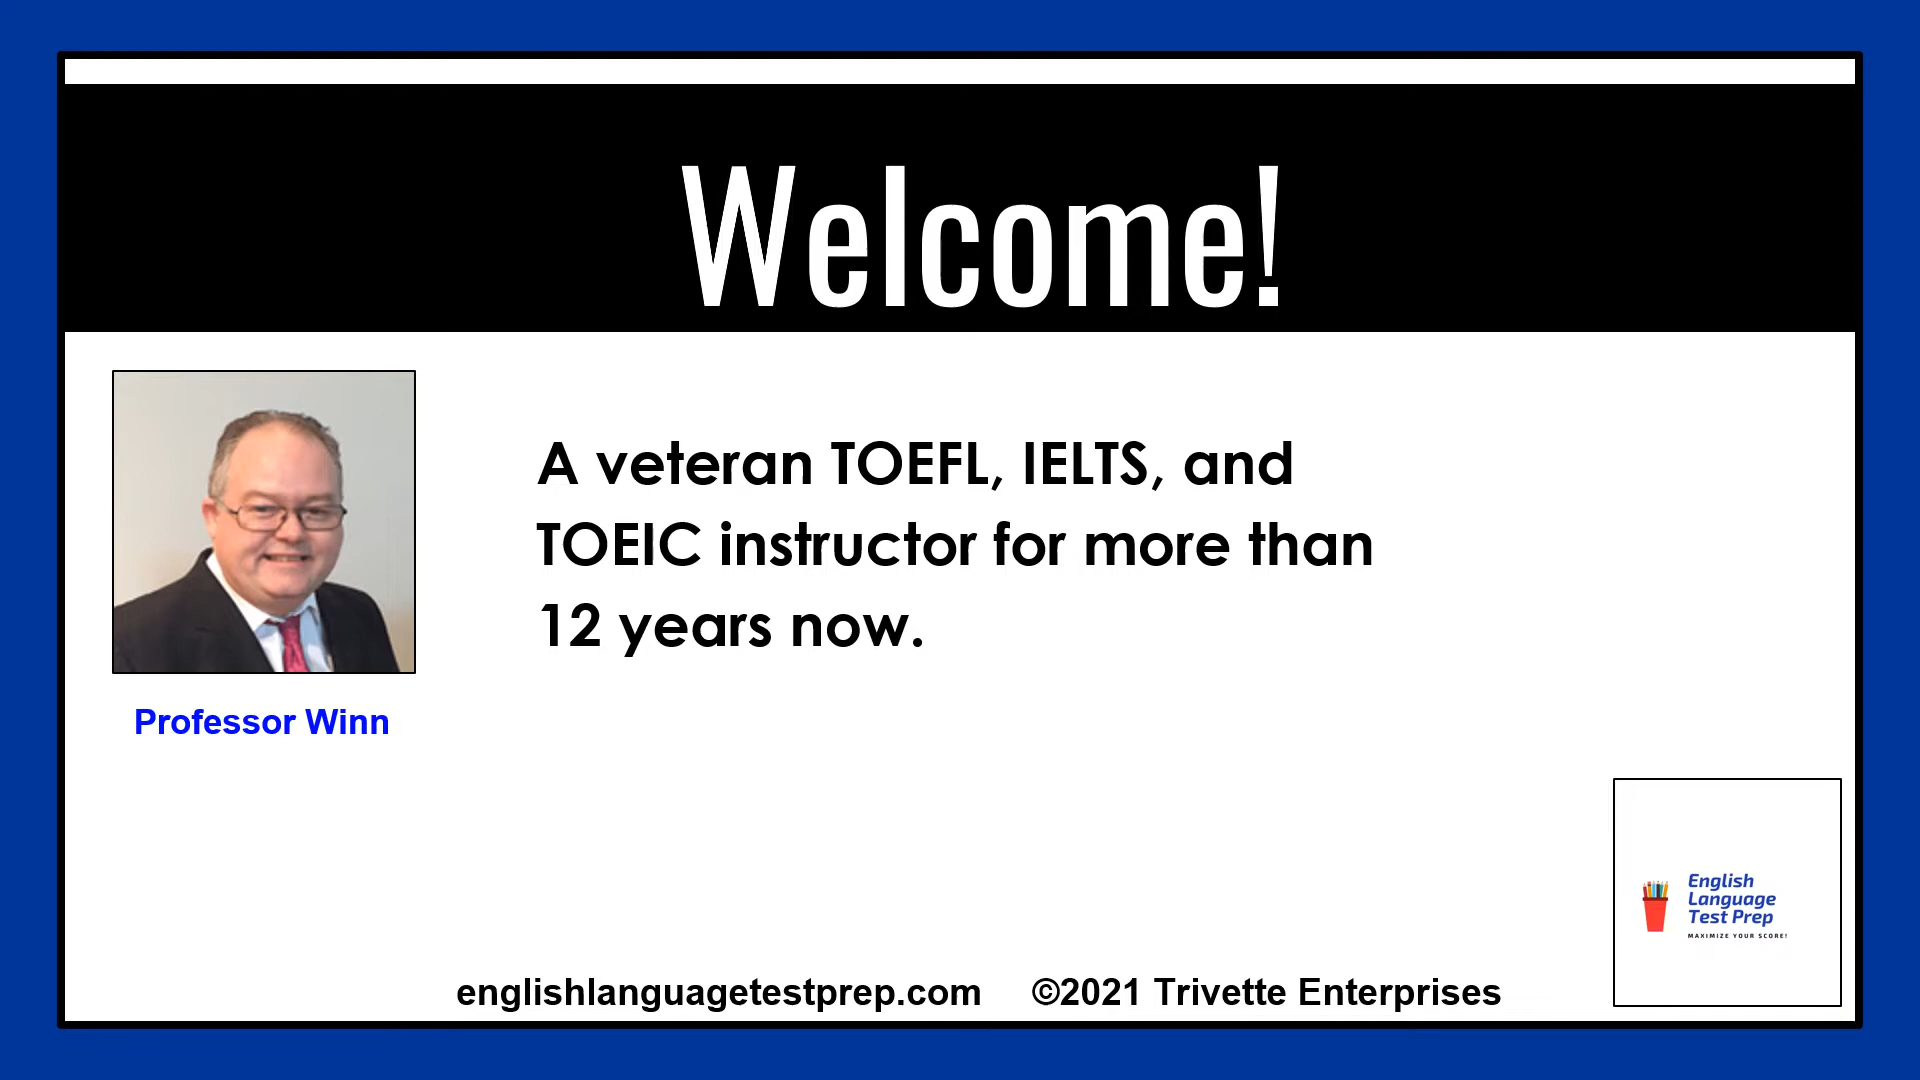 Welcome!
A veteran TOEFL, IELTS, and
TOEIC instructor for more than
12 years now.
Professor Winn
English
Language
Test Prep
MAXIMIZE YOUR SCORE!
englishlanguagetestprep.com ©2021 Trivette Enterprises